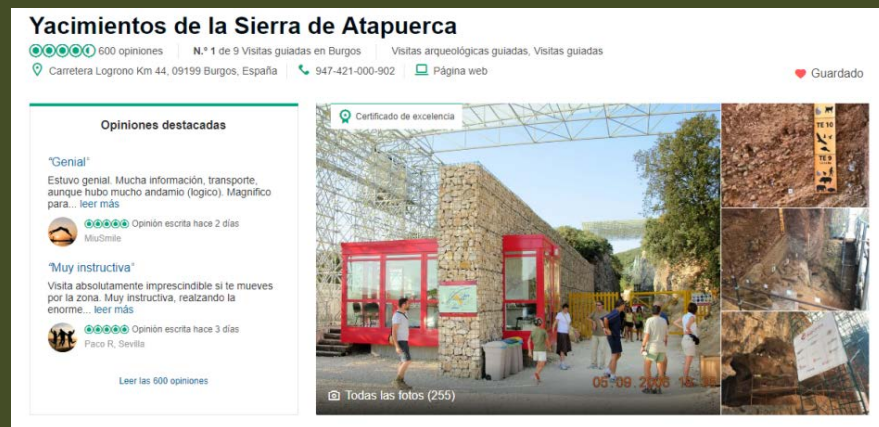 Yacimientos de la Sierra de Atapuerca
600 opiniones N.º 1 de 9 Visitas guiadas en Burgos Visitas arqueológicas guiadas, Visitas guiadas
Carretera Logrono Km 44, 09199 Burgos, España 947-421-000-902 Página web
Guardado
Opiniones destacadas
“Genial”
Estuvo genial. Mucha información, transporte,
aunque hubo mucho andamio (logico). Magnifico
para... leer más
Opinión escrita hace 2 días
MiuSmile
“Muy instructiva”
Visita absolutamente imprescindible si te mueves
por la zona. Muy instructiva, realzando la
enorme... leer más
Opinión escrita hace 3 días
Paco R, Sevilla
Leer las 600 opiniones
Certificado de excelencia
Todas las fotos (255)
TE 10
TE 9